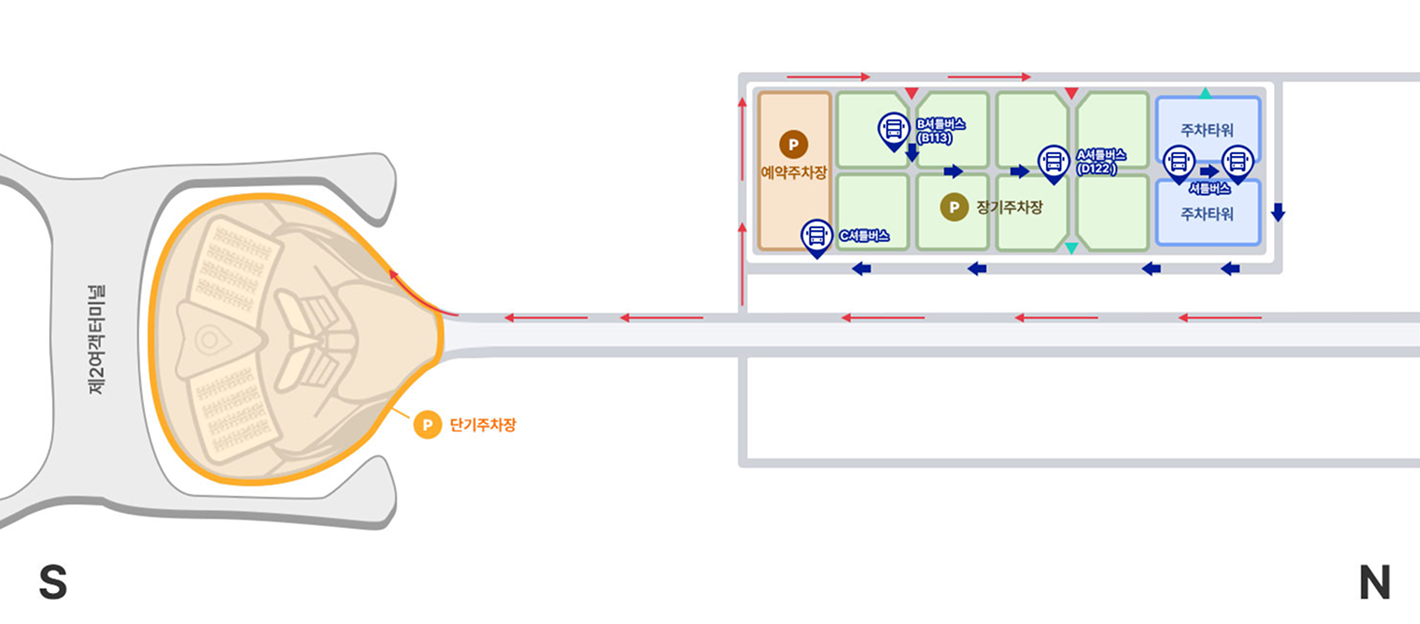 P
예약주차장
B셔틀버스
(B113)
A셔틀버스
(D122)
주차타워
셔틀버스
주차타워
P 장기주차장
C셔틀버스
제2여객터미널
P 단기주차장
S
N